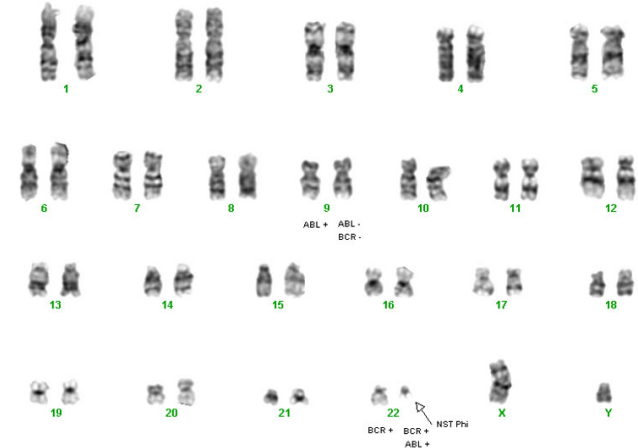 1 2 3 4 5
6 7 8 9 10 11 12
ABL + ABL -
BCR -
13 14 15 16 17 18
19 20 21 22 X Y
NST Phi
BCR + BCR +
ABL +